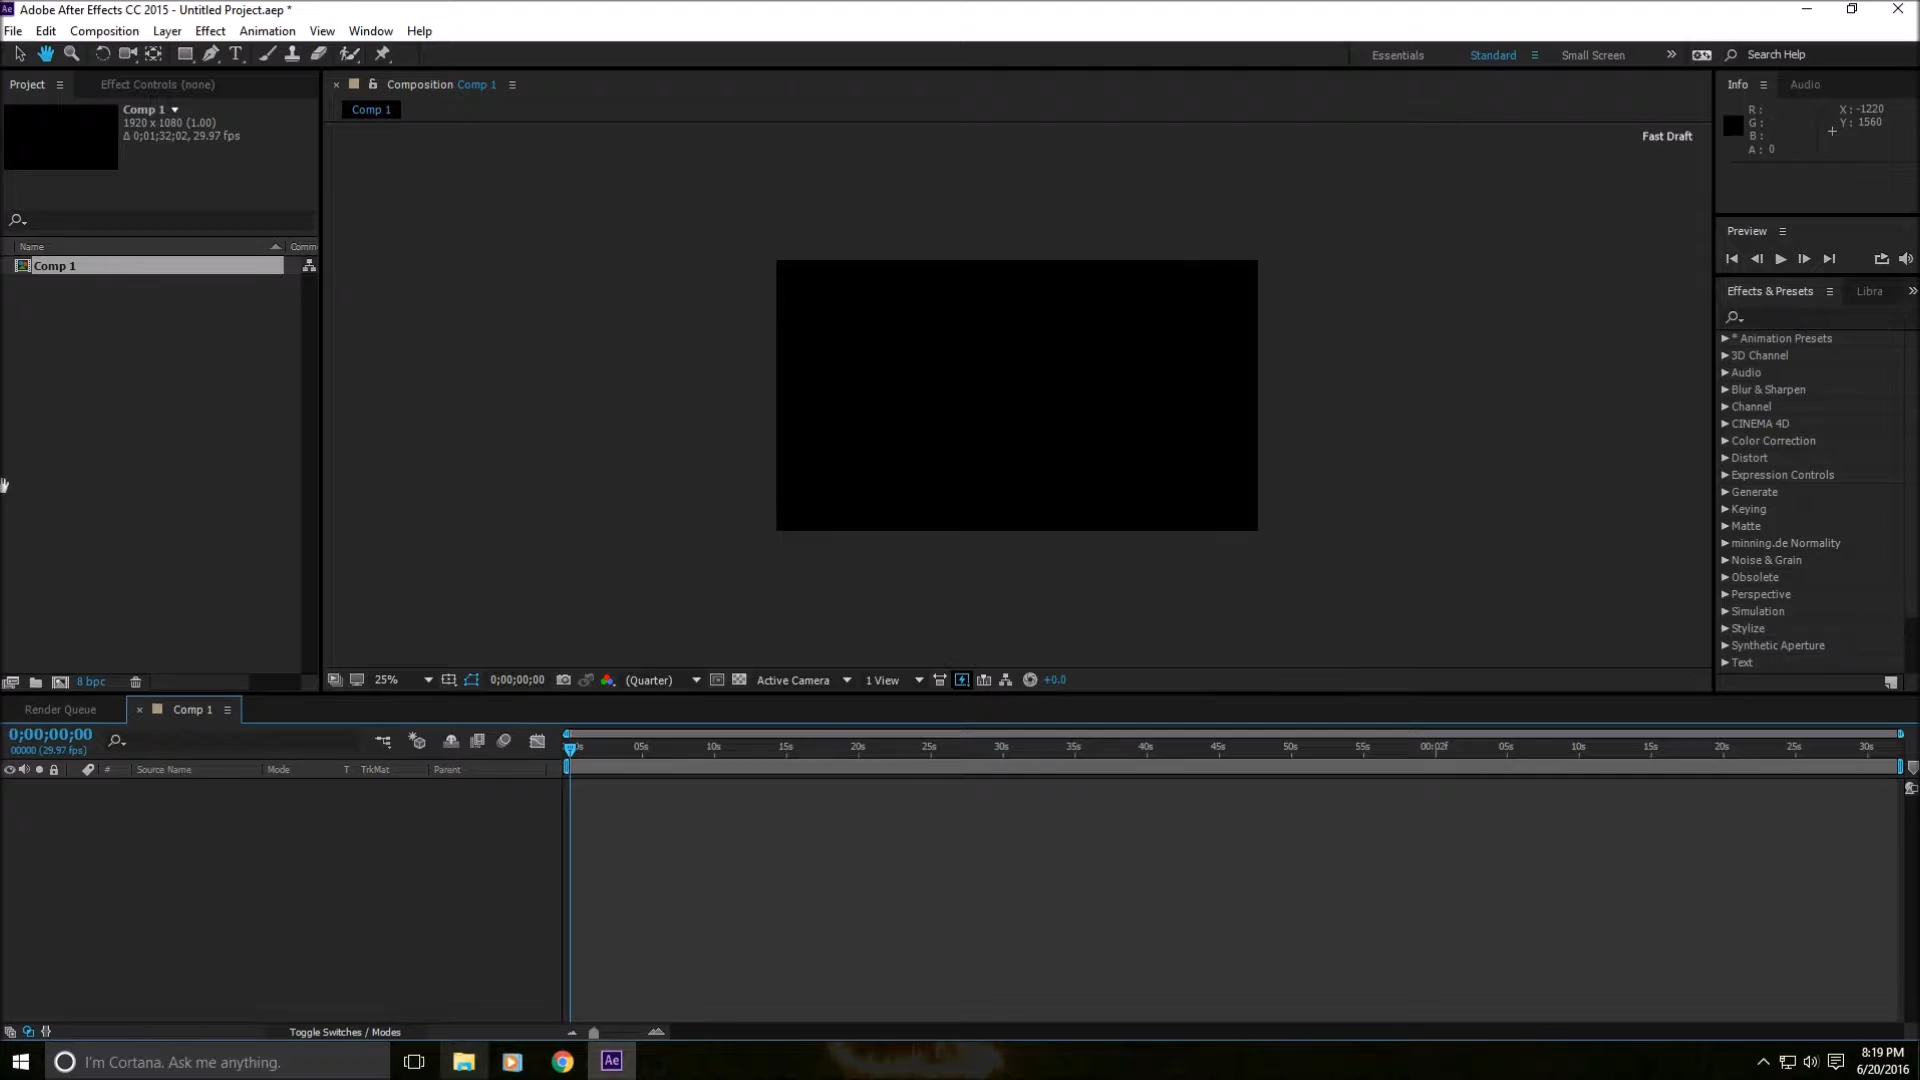 Adobe After Effects CC 2015 - Untitled Project.aep *
File Edit Composition Layer Effect Animation View Window Help
Essentials Standard Small Screen Search Help
Project Effect Controls (none)
Comp 1
1920 x 1080 (1.00)
Δ 0;01;32;02, 29.97 fps
Name Comm
Comp 1
8 bpc
Composition Comp 1
Comp 1
Fast Draft
25% 0;00;00;00 (Quarter) Active Camera 1 View +0.0
Info Audio
R: X: -1220
G: Y: 1560
B:
A: 0
Preview
Effects & Presets Libra
* Animation Presets
3D Channel
Audio
Blur & Sharpen
Channel
CINEMA 4D
Color Correction
Distort
Expression Controls
Generate
Keying
Matte
minning.de Normality
Noise & Grain
Obsolete
Perspective
Simulation
Stylize
Synthetic Aperture
Text
Render Queue Comp 1
0;00;00;00
00000 (29.97 fps)
05s 10s 15s 20s 25s 30s 35s 40s 45s 50s 55s 00:02f 05s 10s 15s 20s 25s 30s
# Source Name Mode T TrkMat Parent
Toggle Switches / Modes
I'm Cortana. Ask me anything.
Ae
8:19 PM
6/20/2016